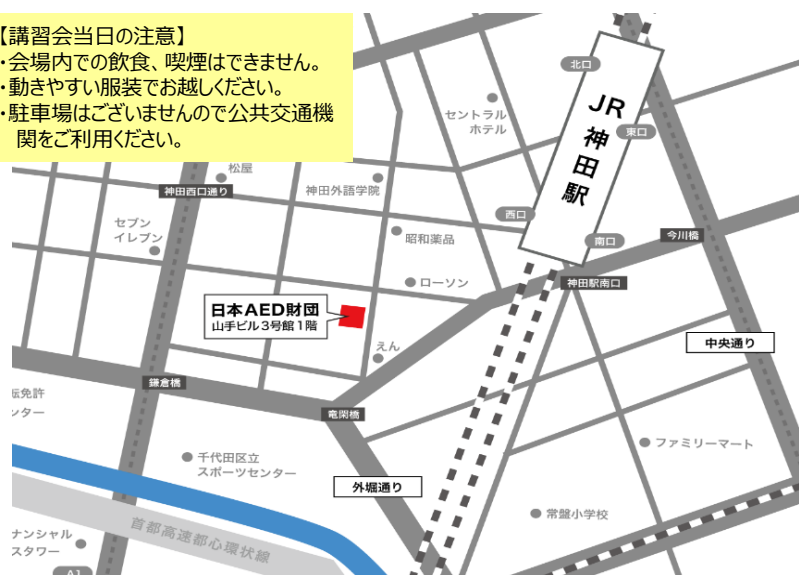 【講習会当日の注意】
・会場内での飲食、喫煙はできません。
・動きやすい服装でお越しください。
・駐車場はございませんので公共交通機
関をご利用ください。
北口
JR神田駅
東口
セントラル
ホテル
松屋
神田西口通り
神田外語学院
西口
セブン
イレブン
昭和薬品
南口
今川橋
ローソン
神田駅南口
日本AED財団
山手ビル3号館1階
えん
中央通り
鎌倉橋
転免許
ンター
竜閑橋
千代田区立
スポーツセンター
ファミリーマート
外堀通り
常盤小学校
首都高速都心環状線
ナンシャル
スタワー
A1